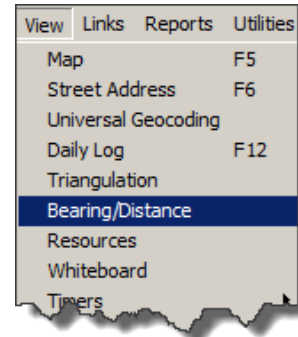 View Links Reports Utilities
Map F5
Street Address F6
Universal Geocoding
Daily Log F12
Triangulation
Bearing/Distance
Resources
Whiteboard
Timers